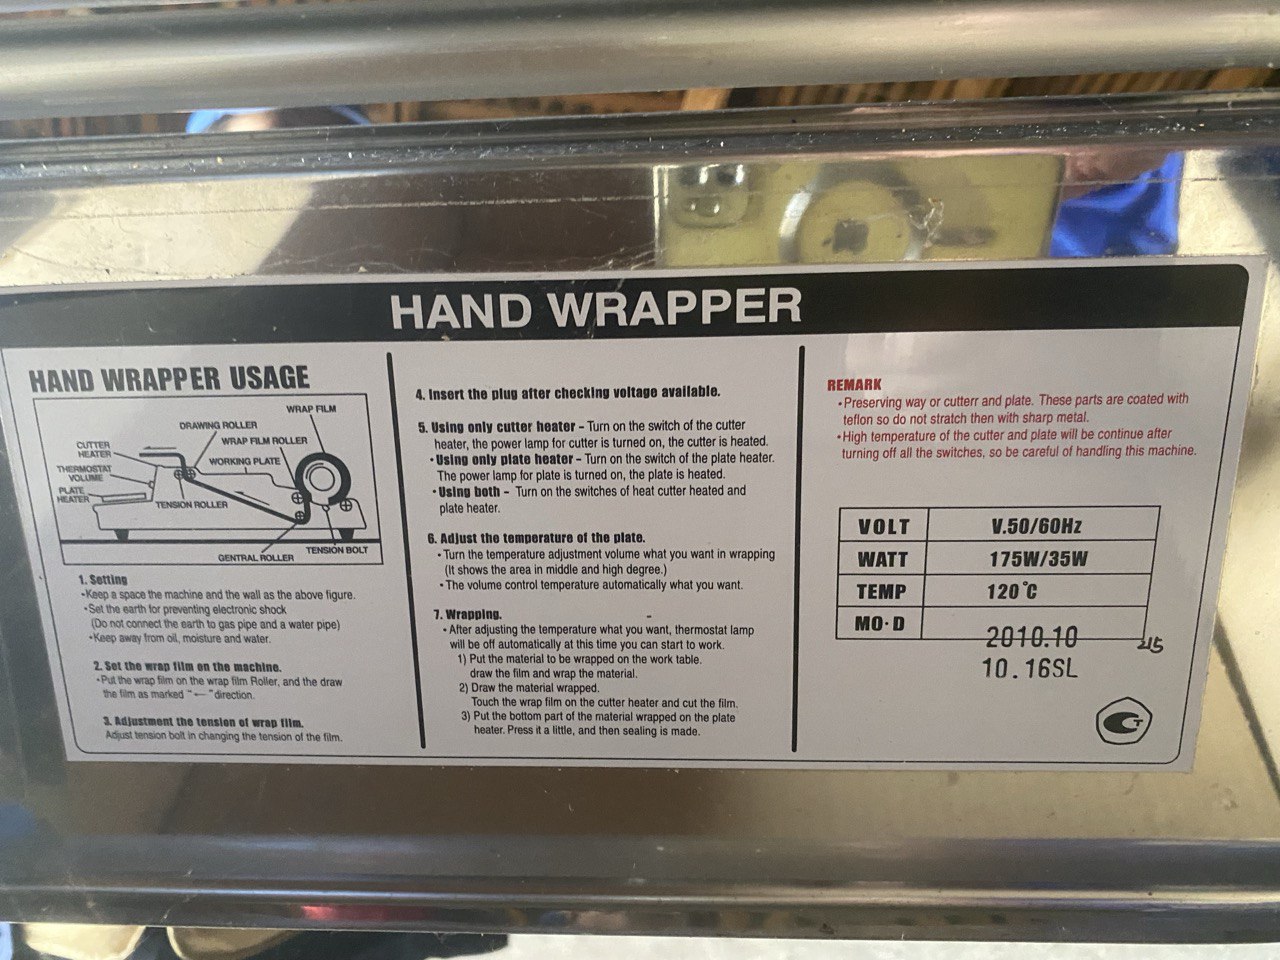 HAND WRAPPER
HAND WRAPPER USAGE
WRAP FILM
DRAWING ROLLER
WRAP FILM ROLLER
CUTTER
HEATER
WORKING PLATE
THERMOSTAT
VOLUME
PLATE
HEATER
TENSION ROLLER
GENTRAL ROLLER
TENSION BOLT
1. Setting
•Keep a space the machine and the wall as the above figure.
•Set the earth for preventing electronic shock
(Do not connect the earth to gas pipe and a water pipe)
•Keep away from oil, moisture and water.
2. Set the wrap film on the machine.
•Put the wrap film on the wrap film Roller, and the draw
the film as marked "←" direction.
3. Adjustment the tension of wrap film.
Adjust tension bolt in changing the tension of the film.
4. Insert the plug after checking voltage available.
5. Using only cutter heater – Turn on the switch of the cutter
heater, the power lamp for cutter is turned on, the cutter is heated.
•Using only plate heater – Turn on the switch of the plate heater.
The power lamp for plate is turned on, the plate is heated.
•Using both – Turn on the switches of heat cutter heated and
plate heater.
6. Adjust the temperature of the plate.
•Turn the temperature adjustment volume what you want in wrapping
(It shows the area in middle and high degree.)
•The volume control temperature automatically what you want.
7. Wrapping.
•After adjusting the temperature what you want, thermostat lamp
will be off automatically at this time you can start to work.
1) Put the material to be wrapped on the work table.
draw the film and wrap the material.
2) Draw the material wrapped.
Touch the wrap film on the cutter heater and cut the film.
3) Put the bottom part of the material wrapped on the plate
heater. Press it a little, and then sealing is made.
REMARK
•Preserving way or cutterr and plate. These parts are coated with
teflon so do not stretch then with sharp metal.
•High temperature of the cutter and plate will be continue after
turning off all the switches, so be careful of handling this machine.
VOLT V.50/60Hz
WATT 175W/35W
TEMP 120℃
MO·D 2010.10
10.16SL